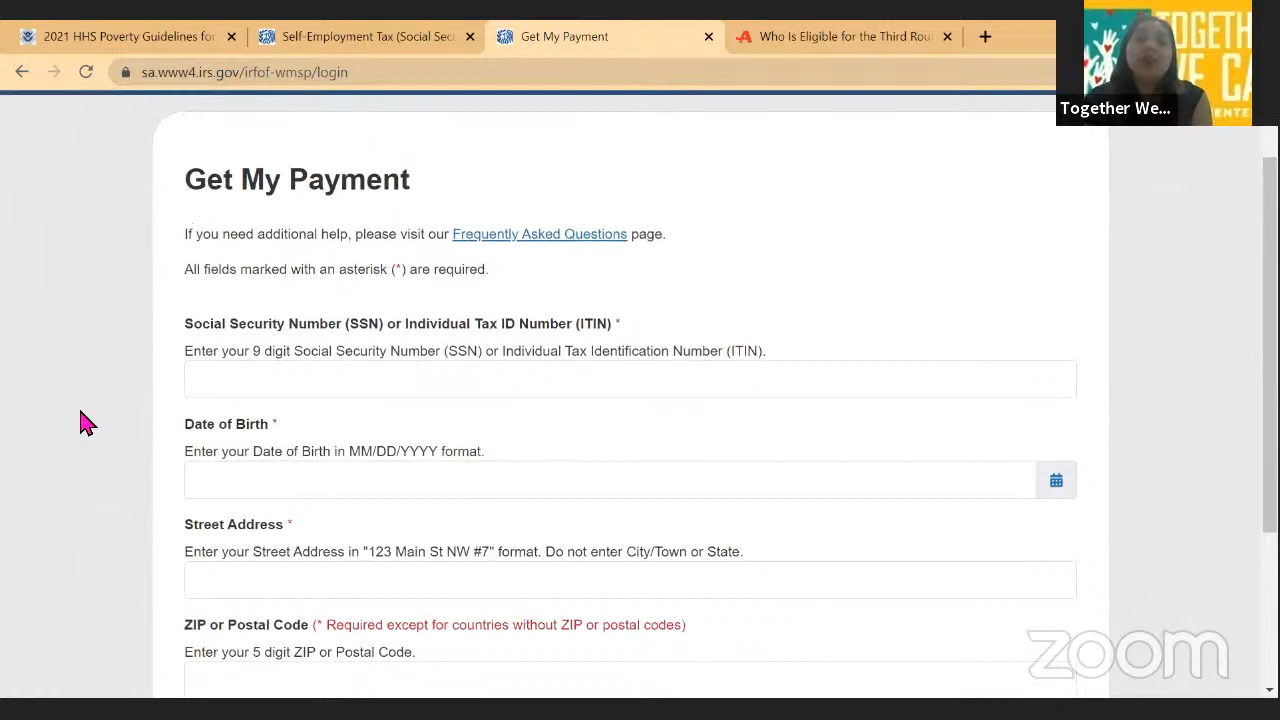 2021 HHS Poverty Guidelines for
Self-Employment Tax (Social Sec
Get My Payment
Who Is Eligible for the Third Rou
sa.www4.irs.gov/irfof-wmsp/login
TOGETH
WE CA
ENTE
Together We...
Get My Payment
If you need additional help, please visit our Frequently Asked Questions page.
All fields marked with an asterisk (*) are required.
Social Security Number (SSN) or Individual Tax ID Number (ITIN) *
Enter your 9 digit Social Security Number (SSN) or Individual Tax Identification Number (ITIN).
Date of Birth *
Enter your Date of Birth in MM/DD/YYYY format.
Street Address *
Enter your Street Address in "123 Main St NW #7" format. Do not enter City/Town or State.
ZIP or Postal Code (* Required except for countries without ZIP or postal codes)
Enter your 5 digit ZIP or Postal Code.
zoom